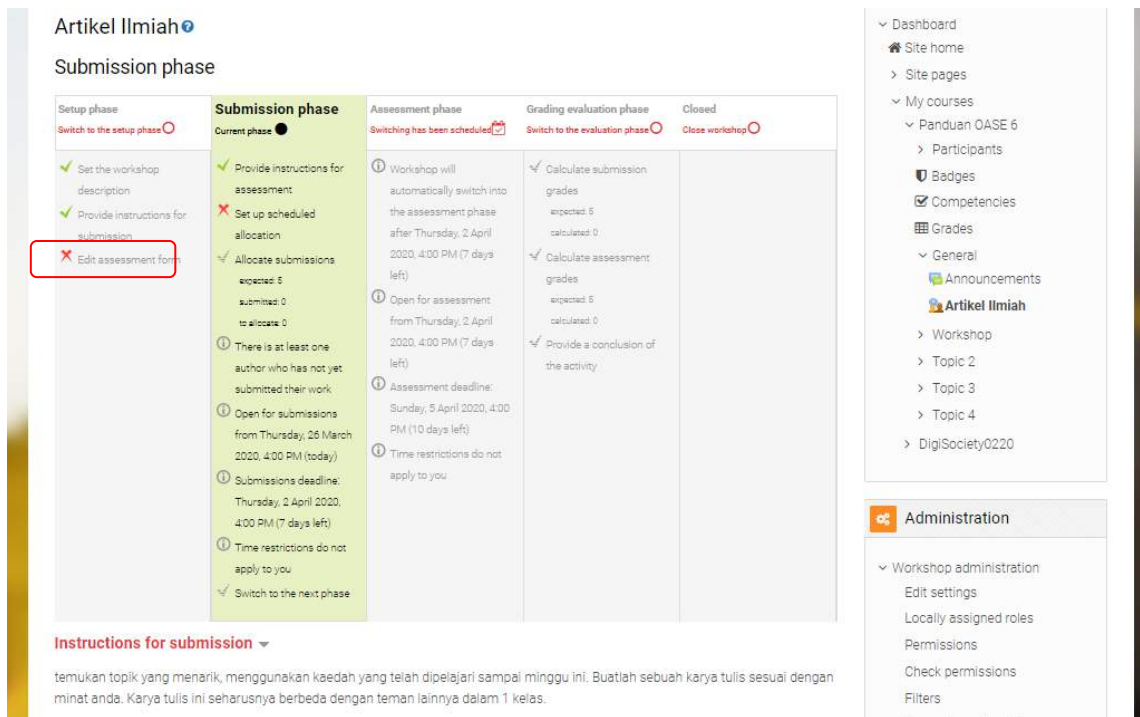 Artikel Ilmiah
Submission phase
Setup phase
Switch to the setup phase
Set the workshop
description
Provide instructions for
submission
Edit assessment form
Submission phase
Current phase
Provide instructions for
assessment
Set up scheduled
allocation
Allocate submissions
expected: 5
submitted: 0
to allocate: 0
There is at least one
author who has not yet
submitted their work
Open for submissions
from Thursday, 26 March
2020, 4:00 PM (today)
Submissions deadline:
Thursday, 2 April 2020,
4:00 PM (7 days left)
Time restrictions do not
apply to you
Switch to the next phase
Assessment phase
Switching has been scheduled
Workshop will
automatically switch into
the assessment phase
after Thursday, 2 April
2020, 4:00 PM (7 days
left)
Open for assessment
from Thursday, 2 April
2020, 4:00 PM (7 days
left)
Assessment deadline:
Sunday, 5 April 2020, 4:00
PM (10 days left)
Time restrictions do not
apply to you
Grading evaluation phase
Switch to the evaluation phase
Calculate submission
grades
expected: 5
calculated: 0
Calculate assessment
grades
expected: 5
calculated: 0
Provide a conclusion of
the activity
Closed
Close workshop
Instructions for submission
temukan topik yang menarik, menggunakan kaedah yang telah dipelajari sampai minggu ini. Buatlah sebuah karya tulis sesuai dengan
minat anda. Karya tulis ini seharusnya berbeda dengan teman lainnya dalam 1 kelas.
Dashboard
Site home
Site pages
My courses
Panduan OASE 6
Participants
Badges
Competencies
Grades
General
Announcements
Artikel Ilmiah
Workshop
Topic 2
Topic 3
Topic 4
DigiSociety0220
Administration
Workshop administration
Edit settings
Locally assigned roles
Permissions
Check permissions
Filters